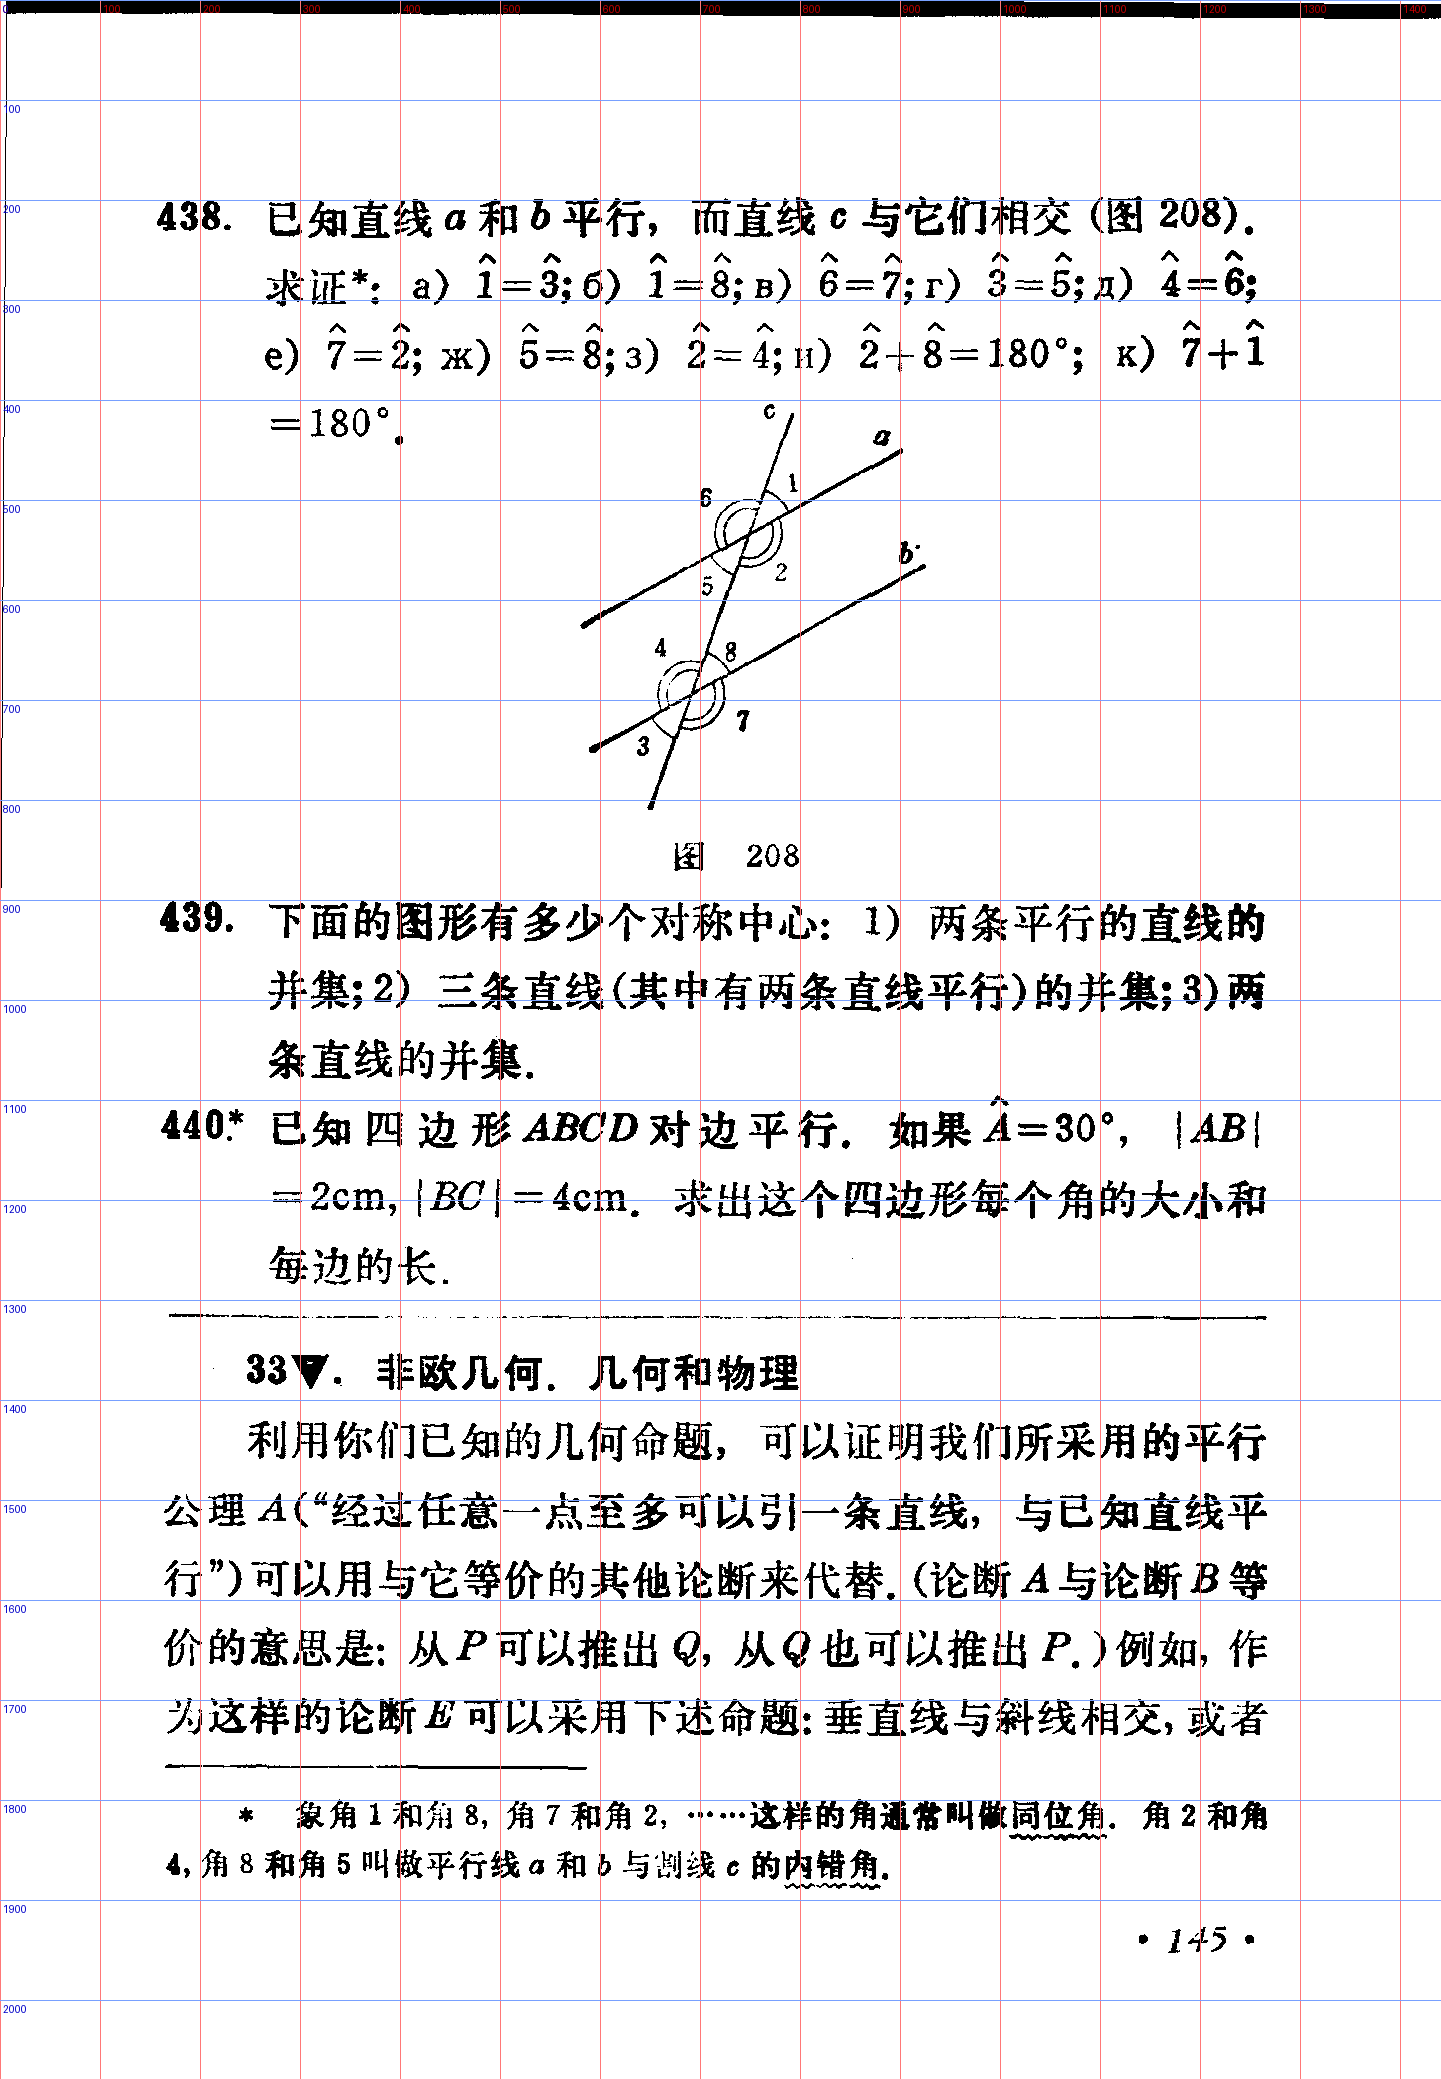 438. 已知直线 a 和 b 平行, 而直线 c 与它们相交 (图 208).
求证*: а) 1̂=3̂; б) 1̂=8̂; в) 6̂=7̂; г) 3̂=5̂; д) 4̂=6̂;
е) 7̂=2̂; ж) 5̂=8̂; з) 2̂=4̂; и) 2̂+8̂=180°; к) 7̂+1̂
=180°.
c
a
6
1
2
5
b
4
8
7
3
图 208
439. 下面的图形有多少个对称中心: 1) 两条平行的直线的
并集; 2) 三条直线(其中有两条直线平行)的并集; 3) 两
条直线的并集.
440.* 已知四边形 ABCD 对边平行. 如果 Â=30°, |AB|
=2cm, |BC|=4cm. 求出这个四边形每个角的大小和
每边的长.
33▼. 非欧几何. 几何和物理
利用你们已知的几何命题, 可以证明我们所采用的平行
公理 A(“经过任意一点至多可以引一条直线, 与已知直线平
行”)可以用与它等价的其他论断来代替. (论断 A 与论断 B 等
价的意思是: 从 P 可以推出 Q, 从 Q 也可以推出 P.) 例如, 作
为这样的论断 E 可以采用下述命题: 垂直线与斜线相交, 或者
* 象角 1 和角 8, 角 7 和角 2, ……这样的角通常叫做同位角. 角 2 和角
4, 角 8 和角 5 叫做平行线 a 和 b 与割线 c 的内错角.
• 145 •